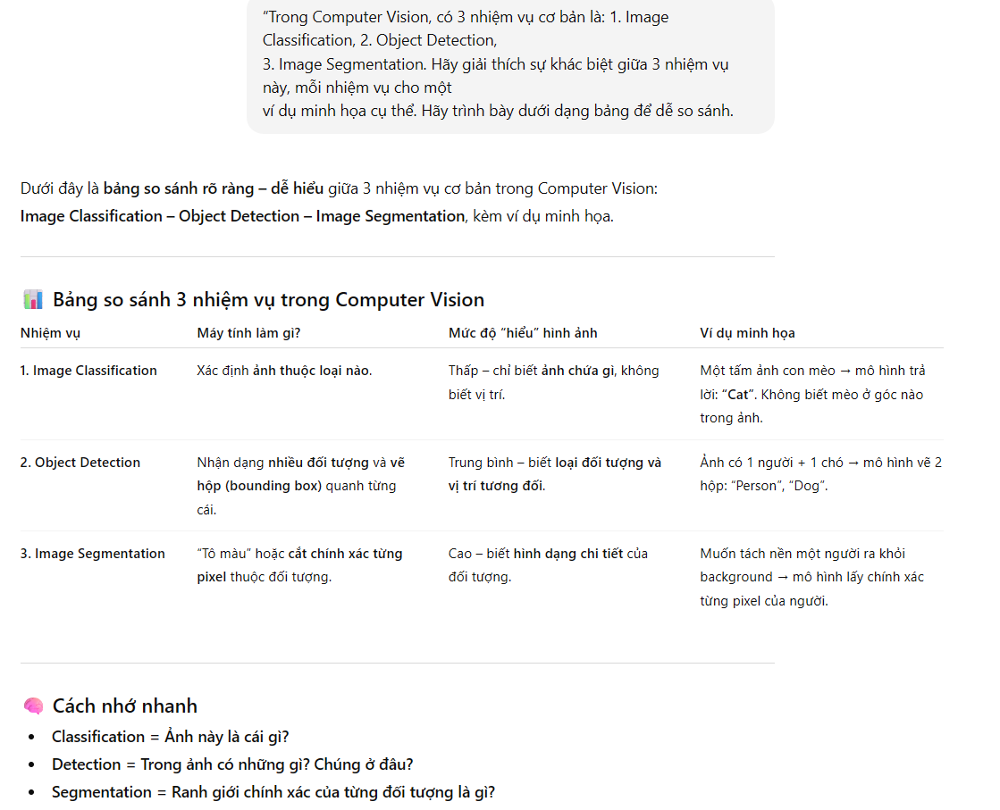 “Trong Computer Vision, có 3 nhiệm vụ cơ bản là: 1. Image
Classification, 2. Object Detection,
3. Image Segmentation. Hãy giải thích sự khác biệt giữa 3 nhiệm vụ
này, mỗi nhiệm vụ cho một
ví dụ minh họa cụ thể. Hãy trình bày dưới dạng bảng để dễ so sánh.
Dưới đây là bảng so sánh rõ ràng – dễ hiểu giữa 3 nhiệm vụ cơ bản trong Computer Vision:
Image Classification – Object Detection – Image Segmentation, kèm ví dụ minh họa.
Bảng so sánh 3 nhiệm vụ trong Computer Vision
Nhiệm vụ
Máy tính làm gì?
Mức độ “hiểu” hình ảnh
Ví dụ minh họa
1. Image Classification
Xác định ảnh thuộc loại nào.
Thấp – chỉ biết ảnh chứa gì, không
biết vị trí.
Một tấm ảnh con mèo → mô hình trả
lời: “Cat”. Không biết mèo ở góc nào
trong ảnh.
2. Object Detection
Nhận dạng nhiều đối tượng và vẽ
hộp (bounding box) quanh từng
cái.
Trung bình – biết loại đối tượng và
vị trí tương đối.
Ảnh có 1 người + 1 chó → mô hình vẽ 2
hộp: “Person”, “Dog”.
3. Image Segmentation
“Tô màu” hoặc cắt chính xác từng
pixel thuộc đối tượng.
Cao – biết hình dạng chi tiết của
đối tượng.
Muốn tách nền một người ra khỏi
background → mô hình lấy chính xác
từng pixel của người.
Cách nhớ nhanh
• Classification = Ảnh này là cái gì?
• Detection = Trong ảnh có những gì? Chúng ở đâu?
• Segmentation = Ranh giới chính xác của từng đối tượng là gì?